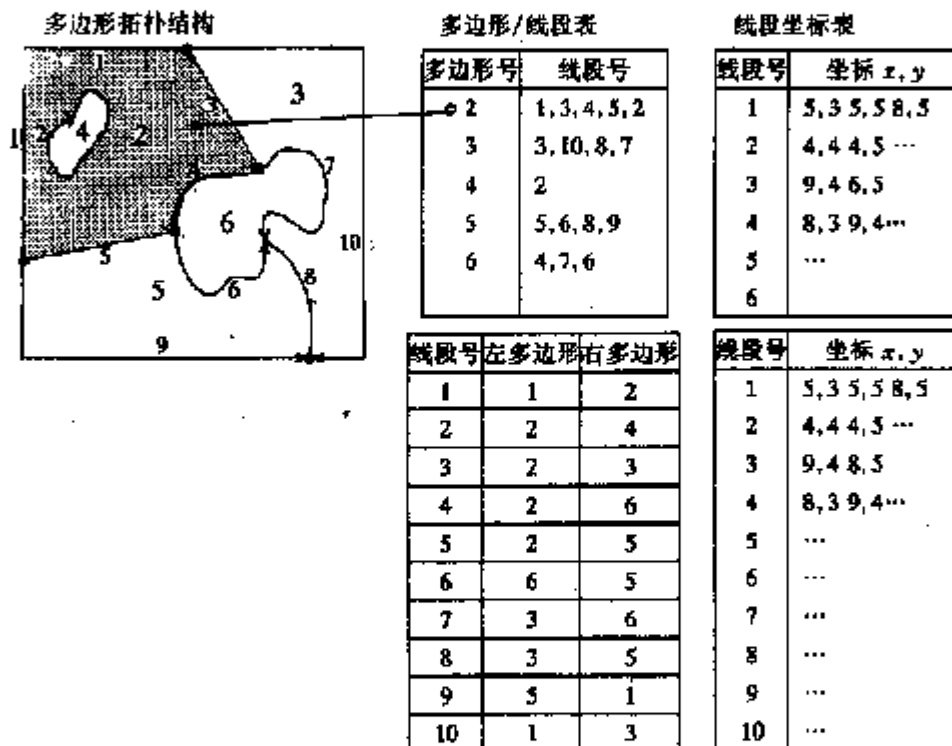 多边形拓扑结构
1
1
3
3
2
4
2
4
7
6
10
5
8
5
6
9
多边形/线段表
多边形号 线段号
2 1,3,4,5,2
3 3,10,8,7
4 2
5 5,6,8,9
6 4,7,6
线段坐标表
线段号 坐标 x, y
1 5,3 5,5 8,5
2 4,4 4,5 …
3 9,4 6,5
4 8,3 9,4…
5 …
6
线段号 左多边形 右多边形
1 1 2
2 2 4
3 2 3
4 2 6
5 2 5
6 6 5
7 3 6
8 3 5
9 5 1
10 1 3
线段号 坐标 x, y
1 5,3 5,5 8,5
2 4,4 4,5 …
3 9,4 8,5
4 8,3 9,4…
5 …
6 …
7 …
8 …
9 …
10 …